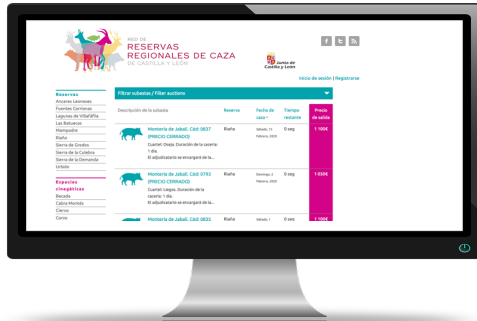 RED DE
RESERVAS
REGIONALES DE CAZA
DE CASTILLA Y LEÓN
Junta de
Castilla y León
Inicio de sesión | Registrarse
Reservas
Ancares Leoneses
Fuentes Carrionas
Lagunas de Villafáfila
Las Batuecas
Mampodre
Riaño
Sierra de Gredos
Sierra de la Culebra
Sierra de la Demanda
Urbión
Especies
cinegéticas
Becada
Cabra Montés
Ciervo
Corzo
Filtrar subastas / Filter auctions
Descripción de la subasta Reserva Fecha de caza Tiempo restante Precio de salida
Montería de Jabalí. Cód: 0837 Riaño Sábado, 15 0 seg 1 100€
(PRECIO CERRADO) Febrero, 2020
Cuartel: Oseja. Duración de la cacería:
1 día.
El adjudicatario se encargará de la...
Montería de Jabalí. Cód: 0793 Riaño Domingo, 2 0 seg 1 050€
(PRECIO CERRADO) Febrero, 2020
Cuartel: Liegos. Duración de la
cacería: 1 día.
El adjudicatario se encargará de la...
Montería de Jabalí. Cód: 0835 Riaño Sábado, 1 0 seg 1 100€